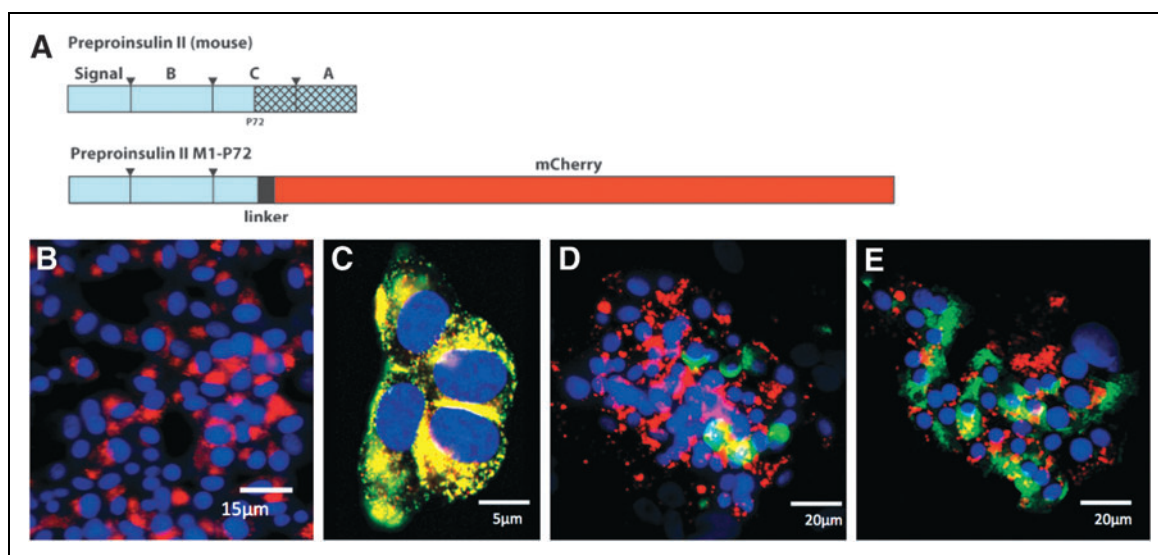 A
Preproinsulin II (mouse)
Signal B C A
P72
Preproinsulin II M1-P72
mCherry
linker
B C D E
15µm 5µm 20µm 20µm